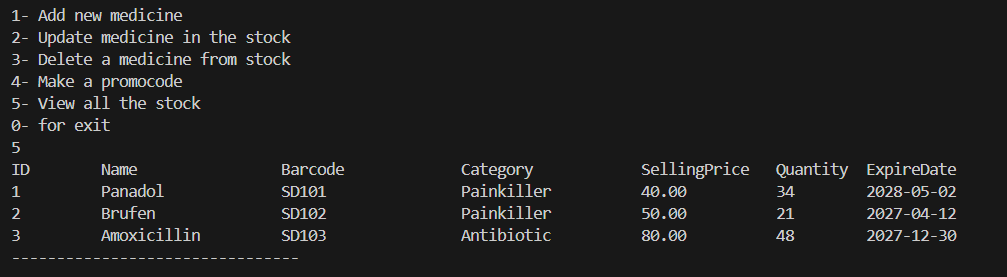 1- Add new medicine
2- Update medicine in the stock
3- Delete a medicine from stock
4- Make a promocode
5- View all the stock
0- for exit
5
ID Name Barcode Category SellingPrice Quantity ExpireDate
1 Panadol SD101 Painkiller 40.00 34 2028-05-02
2 Brufen SD102 Painkiller 50.00 21 2027-04-12
3 Amoxicillin SD103 Antibiotic 80.00 48 2027-12-30
--------------------------------